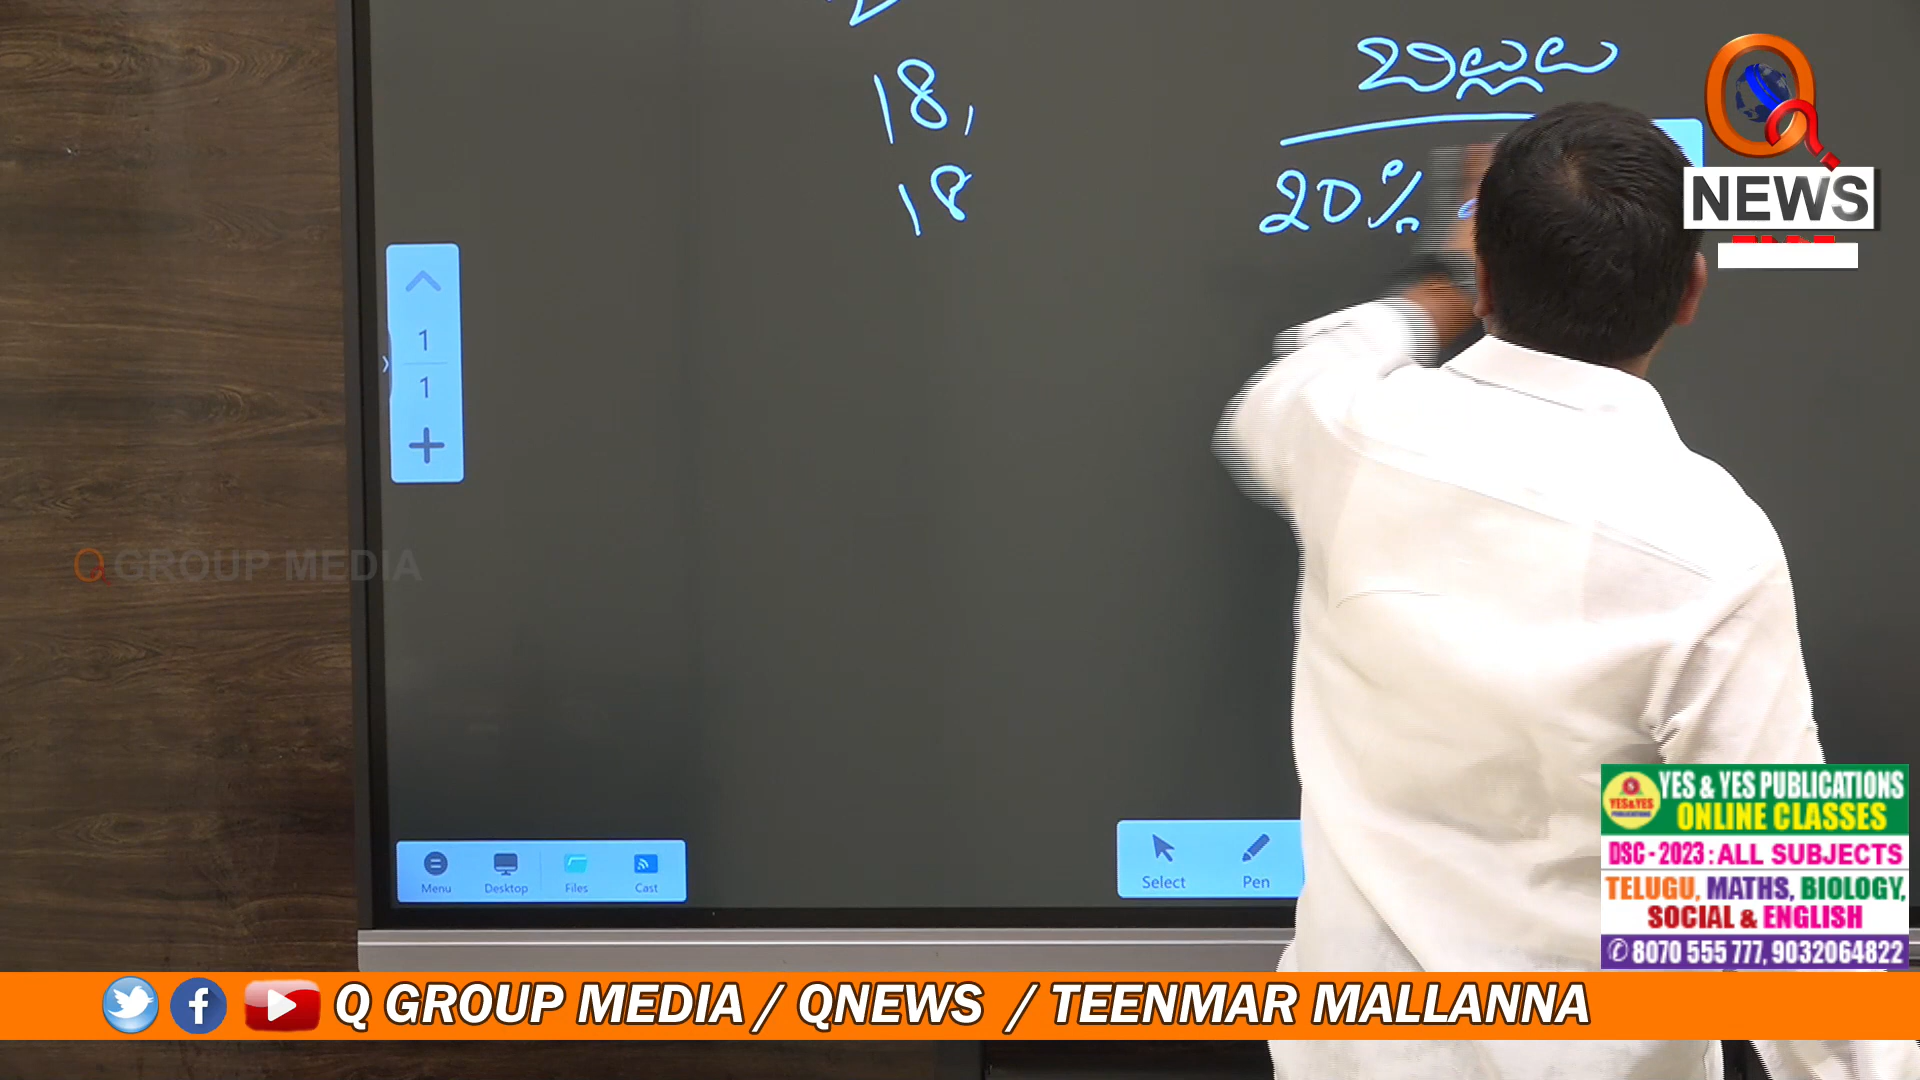 18,
18
బిల్లులు
20%
Q
NEWS
1
1
Q GROUP MEDIA
Menu
Desktop
Files
Cast
Select
Pen
YES & YES PUBLICATIONS
ONLINE CLASSES
DSC - 2023 : ALL SUBJECTS
TELUGU, MATHS, BIOLOGY,
SOCIAL & ENGLISH
✆ 8070 555 777, 9032064822
Q GROUP MEDIA / QNEWS / TEENMAR MALLANNA